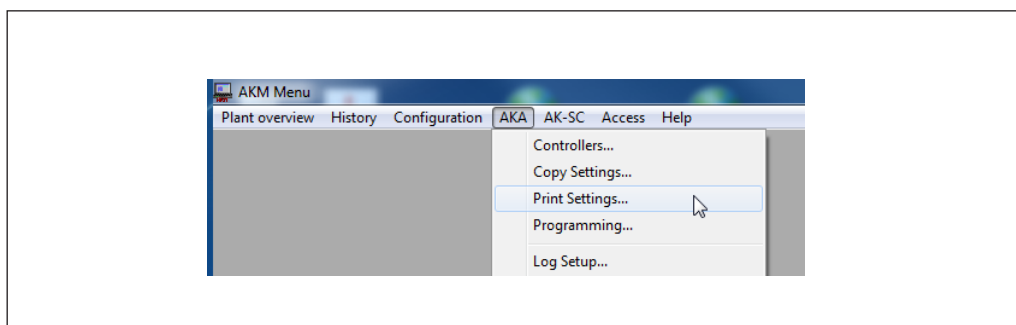 AKM Menu
Plant overview History Configuration AKA AK-SC Access Help
Controllers...
Copy Settings...
Print Settings...
Programming...
Log Setup...